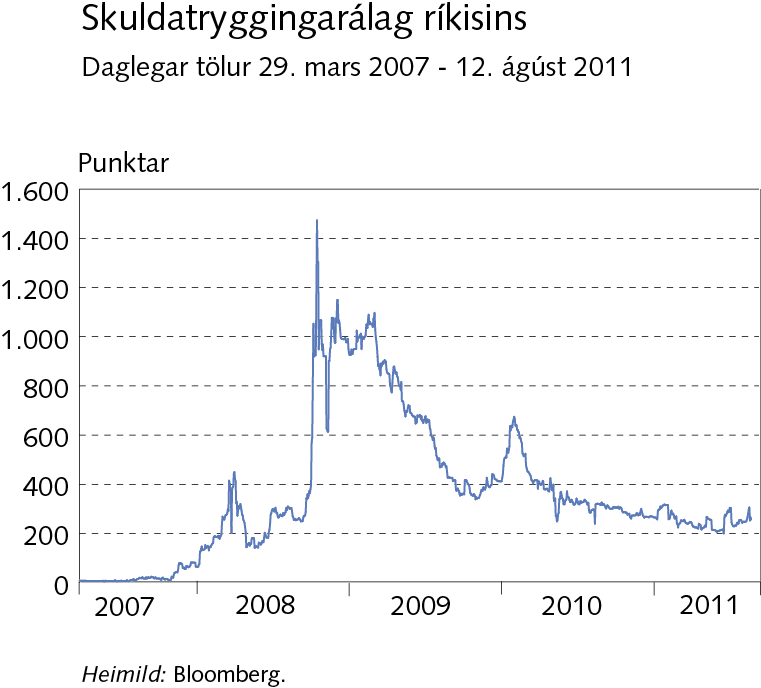 Skuldatryggingarálag ríkisins
Daglegar tölur 29. mars 2007 - 12. ágúst 2011
Punktar
1.600
1.400
1.200
1.000
800
600
400
200
0
2007 2008 2009 2010 2011
Heimild: Bloomberg.